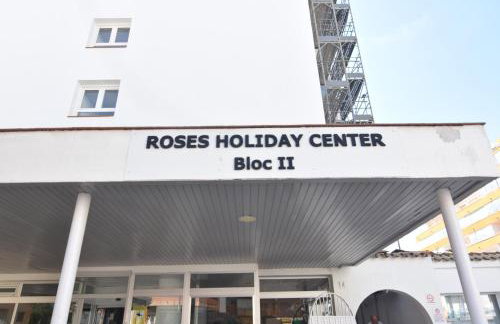 ROSES HOLIDAY CENTER
Bloc II